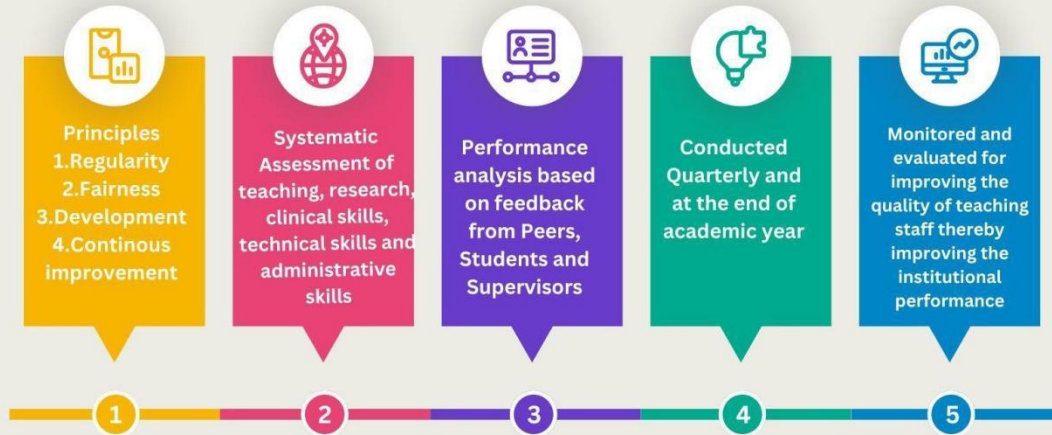 Principles
1.Regularity
2.Fairness
3.Development
4.Continous
improvement
Systematic
Assessment of
teaching, research,
clinical skills,
technical skills and
administrative
skills
Performance
analysis based
on feedback
from Peers,
Students and
Supervisors
Conducted
Quarterly and
at the end of
academic year
Monitored and
evaluated for
improving the
quality of teaching
staff thereby
improving the
institutional
performance
1
2
3
4
5